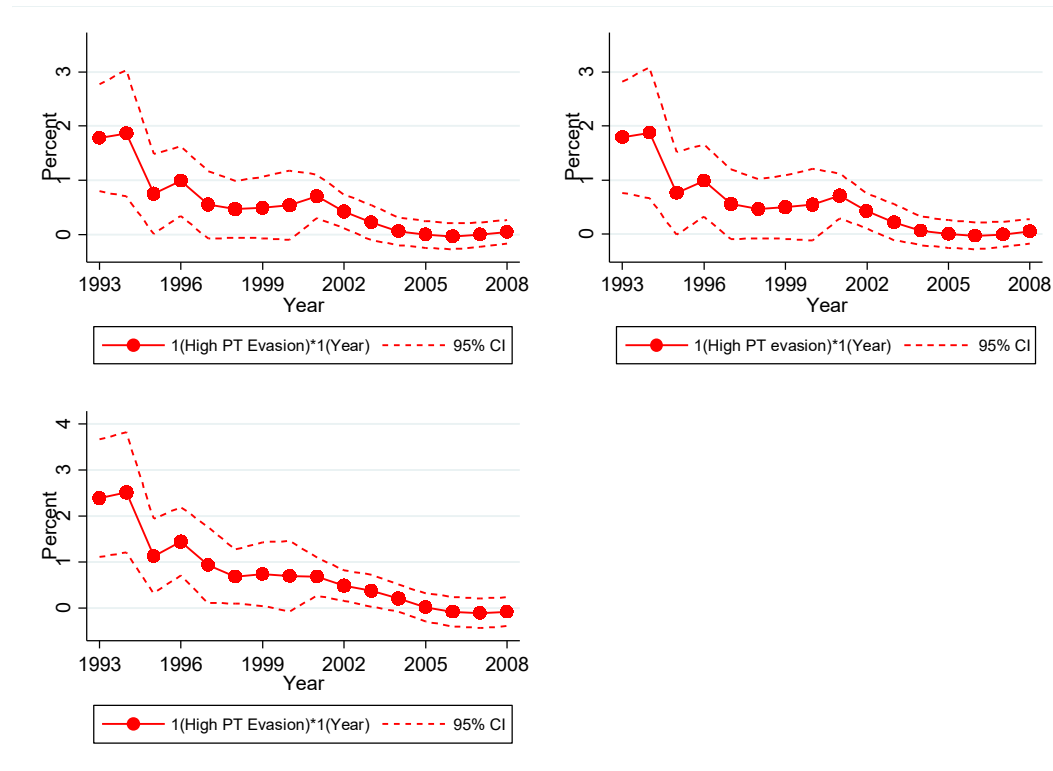 Percent
3
2
1
0
1993 1996 1999 2002 2005 2008
Year
1(High PT Evasion)*1(Year) 95% CI
Percent
3
2
1
0
1993 1996 1999 2002 2005 2008
Year
1(High PT evasion)*1(Year) 95% CI
Percent
4
3
2
1
0
1993 1996 1999 2002 2005 2008
Year
1(High PT Evasion)*1(Year) 95% CI